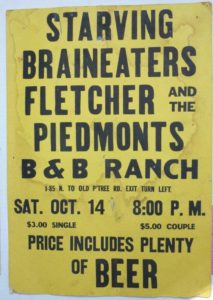 STARVING
BRAINEATERS
FLETCHER AND THE
PIEDMONTS
B & B RANCH
I-85 N. TO OLD P'TREE RD. EXIT TURN LEFT
SAT. OCT. 14 8:00 P.M.
$3.00 SINGLE $5.00 COUPLE
PRICE INCLUDES PLENTY
OF BEER